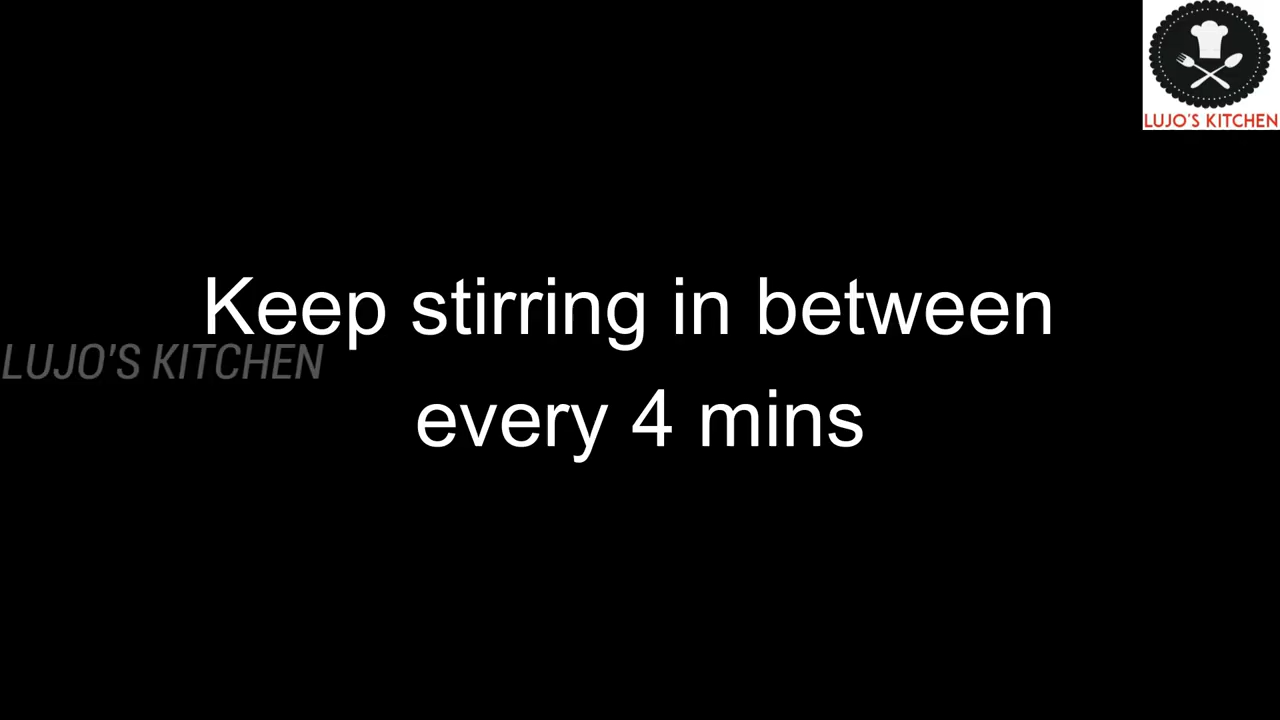 LUJO'S KITCHEN
Keep stirring in between
LUJO'S KITCHEN
every 4 mins